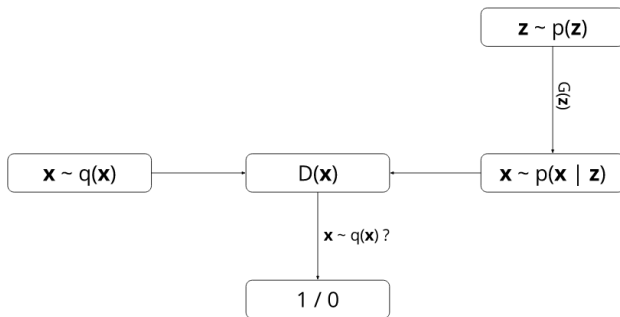 z ~ p(z)
G(z)
x ~ q(x)
D(x)
x ~ p(x | z)
x ~ q(x) ?
1 / 0